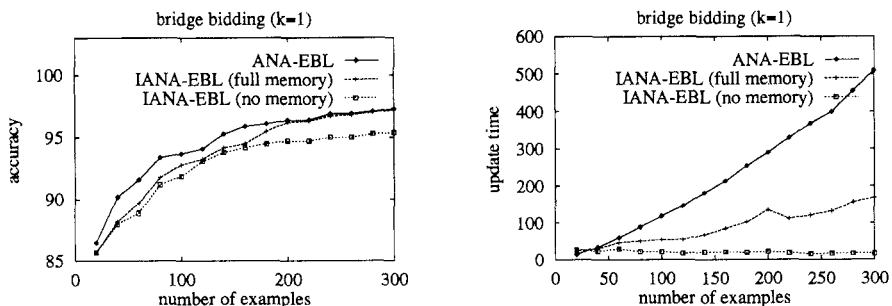 bridge bidding (k=1)
ANA-EBL
IANA-EBL (full memory)
IANA-EBL (no memory)
100
95
90
85
accuracy
0
100
200
300
number of examples
bridge bidding (k=1)
ANA-EBL
IANA-EBL (full memory)
IANA-EBL (no memory)
600
500
400
300
200
100
0
update time
0
50
100
150
200
250
300
number of examples